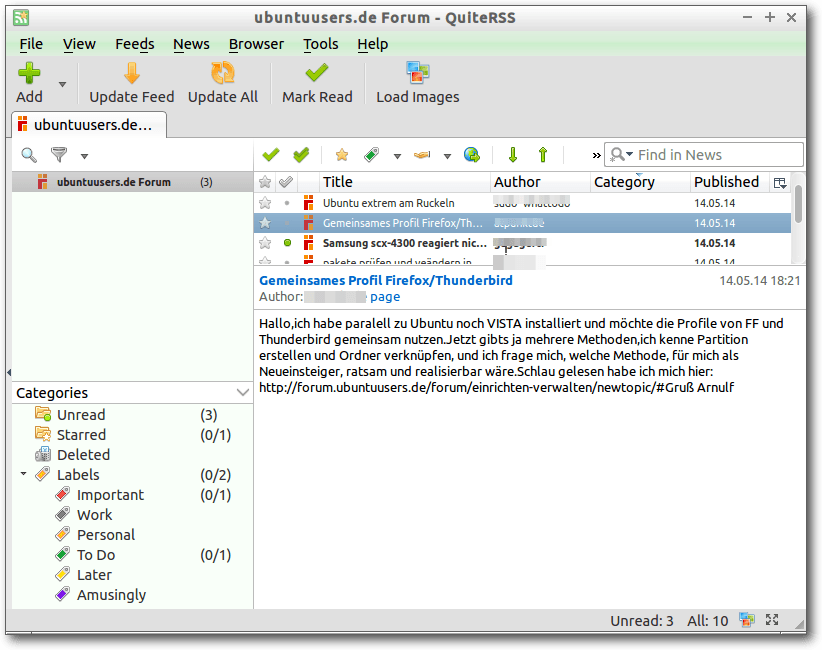 ubuntuusers.de Forum - QuiteRSS
File View Feeds News Browser Tools Help
Add Update Feed Update All Mark Read Load Images
ubuntuusers.de...
» Find in News
ubuntuusers.de Forum (3)
Title Author Category Published
Ubuntu extrem am Ruckeln 14.05.14
Gemeinsames Profil Firefox/Th... 14.05.14
Samsung scx-4300 reagiert nic... 14.05.14
pakete prüfen und veändern in 14.05.14
Gemeinsames Profil Firefox/Thunderbird 14.05.14 18:21
Author: page
Hallo,ich habe paralell zu Ubuntu noch VISTA installiert und möchte die Profile von FF und
Thunderbird gemeinsam nutzen.Jetzt gibts ja mehrere Methoden,ich kenne Partition
erstellen und Ordner verknüpfen, und ich frage mich, welche Methode, für mich als
Neueinsteiger, ratsam und realisierbar wäre.Schlau gelesen habe ich mich hier:
http://forum.ubuntuusers.de/forum/einrichten-verwalten/newtopic/#Gruß Arnulf
Categories
Unread (3)
Starred (0/1)
Deleted
Labels (0/2)
Important (0/1)
Work
Personal
To Do (0/1)
Later
Amusingly
Unread: 3 All: 10